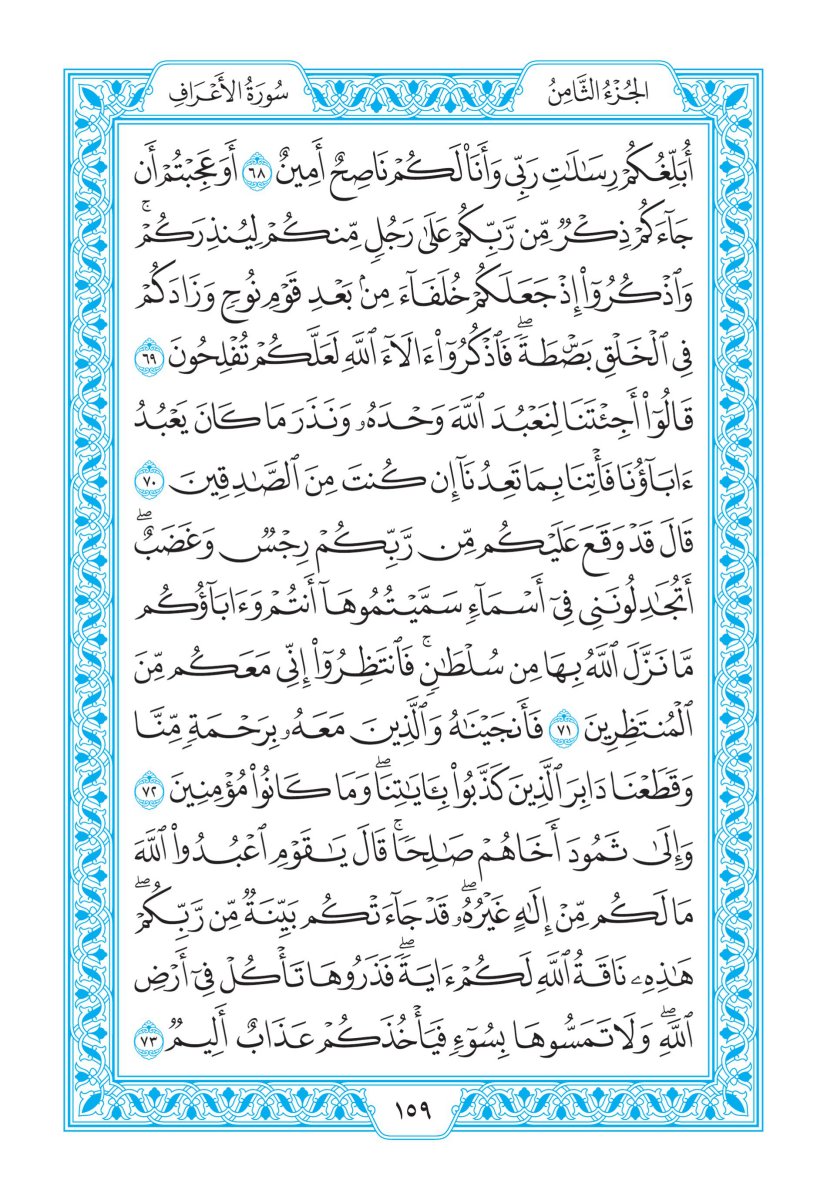 الجُزْءُ الثَّامِنُ
سُورَةُ الأَعْرَافِ
أُبَلِّغُكُمْ رِسَٰلَٰتِ رَبِّي وَأَنَا۠ لَكُمْ نَاصِحٌ أَمِينٌ ٦٨ أَوَعَجِبْتُمْ أَن
جَآءَكُمْ ذِكْرٌ مِّن رَّبِّكُمْ عَلَىٰ رَجُلٍ مِّنكُمْ لِيُنذِرَكُمْۚ
وَٱذْكُرُوٓا۟ إِذْ جَعَلَكُمْ خُلَفَآءَ مِنۢ بَعْدِ قَوْمِ نُوحٍ وَزَادَكُمْ
فِي ٱلْخَلْقِ بَصْۜطَةًۖ فَٱذْكُرُوٓا۟ ءَالَآءَ ٱللَّهِ لَعَلَّكُمْ تُفْلِحُونَ ٦٩
قَالُوٓا۟ أَجِئْتَنَا لِنَعْبُدَ ٱللَّهَ وَحْدَهُۥ وَنَذَرَ مَا كَانَ يَعْبُدُ
ءَابَآؤُنَا فَأْتِنَا بِمَا تَعِدُنَآ إِن كُنتَ مِنَ ٱلصَّٰدِقِينَ ٧٠
قَالَ قَدْ وَقَعَ عَلَيْكُم مِّن رَّبِّكُمْ رِجْسٌ وَغَضَبٌۖ
أَتُجَٰدِلُونَنِي فِيٓ أَسْمَآءٍ سَمَّيْتُمُوهَآ أَنتُمْ وَءَابَآؤُكُم
مَّا نَزَّلَ ٱللَّهُ بِهَا مِن سُلْطَٰنٍۚ فَٱنتَظِرُوٓا۟ إِنِّي مَعَكُم مِّنَ
ٱلْمُنتَظِرِينَ ٧١ فَأَنجَيْنَٰهُ وَٱلَّذِينَ مَعَهُۥ بِرَحْمَةٍ مِّنَّا
وَقَطَعْنَا دَابِرَ ٱلَّذِينَ كَذَّبُوا۟ بِـَٔايَٰتِنَاۖ وَمَا كَانُوا۟ مُؤْمِنِينَ ٧٢
وَإِلَىٰ ثَمُودَ أَخَاهُمْ صَٰلِحًاۚ قَالَ يَٰقَوْمِ ٱعْبُدُوا۟ ٱللَّهَ
مَا لَكُم مِّنْ إِلَٰهٍ غَيْرُهُۥۖ قَدْ جَآءَتْكُم بَيِّنَةٌ مِّن رَّبِّكُمْۖ
هَٰذِهِۦ نَاقَةُ ٱللَّهِ لَكُمْ ءَايَةًۖ فَذَرُوهَا تَأْكُلْ فِيٓ أَرْضِ
ٱللَّهِۖ وَلَا تَمَسُّوهَا بِسُوٓءٍ فَيَأْخُذَكُمْ عَذَابٌ أَلِيمٌ ٧٣
١٥٩